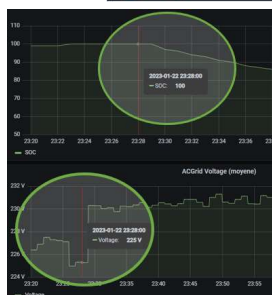 110
100
90
80
70
60
50
2023-01-22 23:28:00
SOC: 100
23:20 23:22 23:24 23:26 23:28 23:30 23:32 23:34 23:36
SOC
ACGrid Voltage (moyene)
232 V
230 V
2023-01-22 23:28:00
Voltage: 225 V
226 V
224 V
23:20 23:25 23:30 23:35 23:40 23:45 23:50 23:55
Voltage